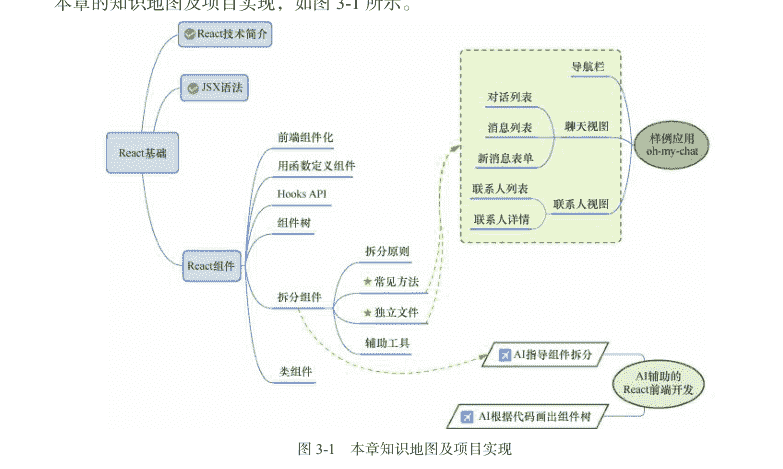 本章的知识地图及项目实现，如图 3-1 所示。
React技术简介
JSX语法
React基础
React组件
前端组件化
用函数定义组件
Hooks API
组件树
拆分组件
类组件
拆分原则
★常见方法
★独立文件
辅助工具
导航栏
对话列表
消息列表
新消息表单
聊天视图
联系人列表
联系人详情
联系人视图
样例应用
oh-my-chat
AI指导组件拆分
AI根据代码画出组件树
AI辅助的
React前端开发
图 3-1 本章知识地图及项目实现